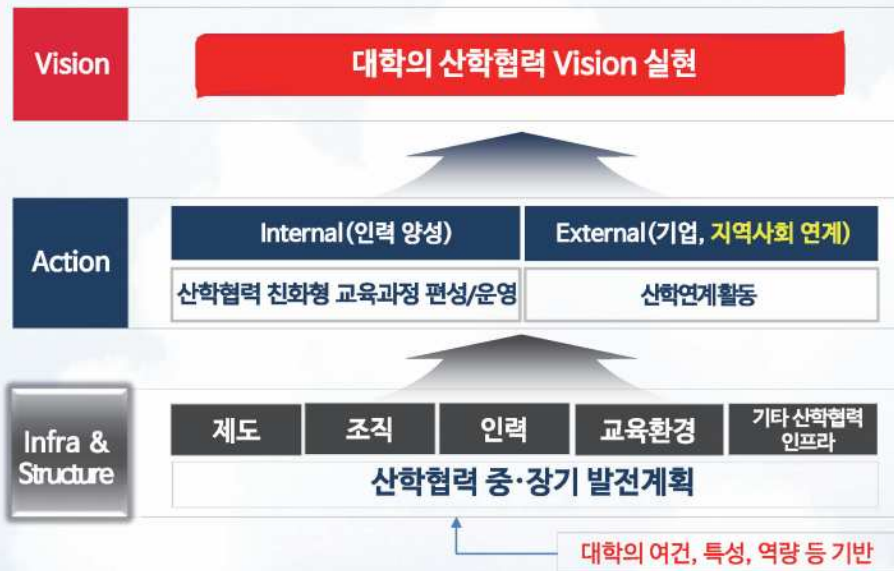 Vision
대학의 산학협력 Vision 실현
Action
Internal(인력 양성)
External(기업, 지역사회 연계)
산학협력 친화형 교육과정 편성/운영
산학연계활동
Infra &
Structure
제도
조직
인력
교육환경
기타 산학협력
인프라
산학협력 중·장기 발전계획
대학의 여건, 특성, 역량 등 기반